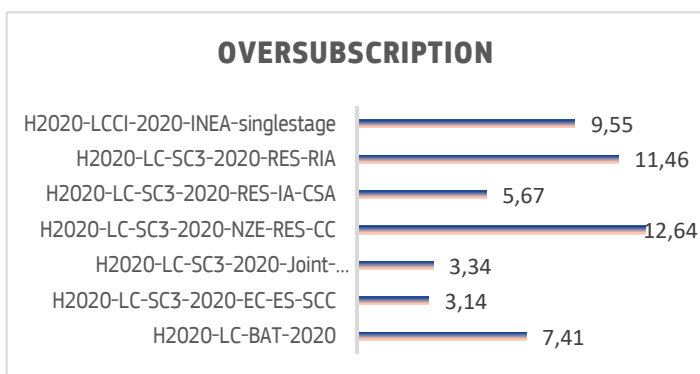 OVERSUBSCRIPTION
H2020-LCCI-2020-INEA-singlestage 9,55
H2020-LC-SC3-2020-RES-RIA 11,46
H2020-LC-SC3-2020-RES-IA-CSA 5,67
H2020-LC-SC3-2020-NZE-RES-CC 12,64
H2020-LC-SC3-2020-Joint-... 3,34
H2020-LC-SC3-2020-EC-ES-SCC 3,14
H2020-LC-BAT-2020 7,41